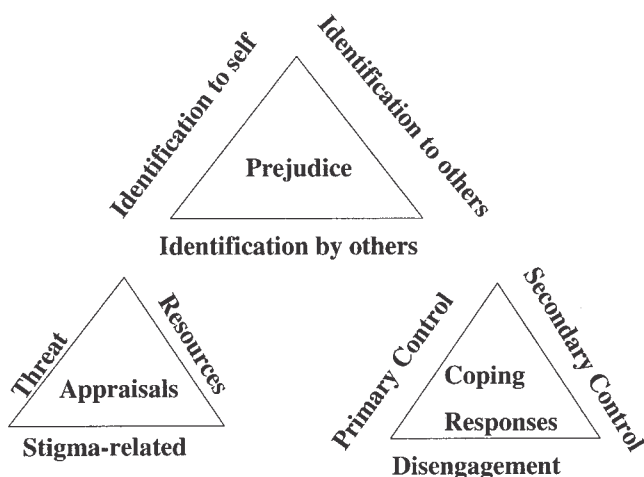 Identification to self
Identification to others
Prejudice
Identification by others
Threat
Resources
Appraisals
Stigma-related
Primary Control
Secondary Control
Coping
Responses
Disengagement